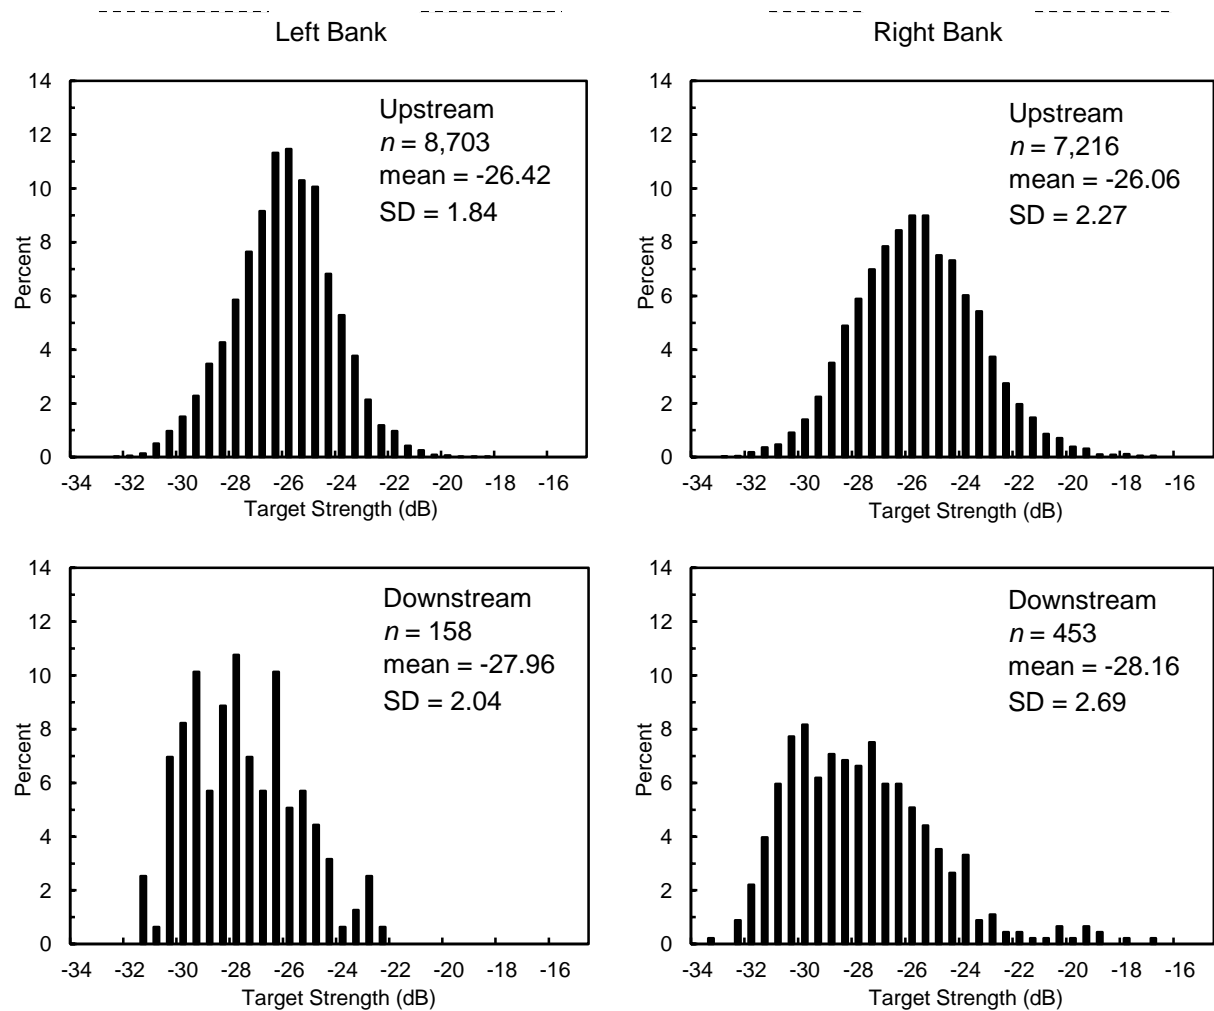 Left Bank
Right Bank
Upstream
n = 8,703
mean = -26.42
SD = 1.84
Percent
14
12
10
8
6
4
2
0
-34 -32 -30 -28 -26 -24 -22 -20 -18 -16
Target Strength (dB)
Upstream
n = 7,216
mean = -26.06
SD = 2.27
Percent
14
12
10
8
6
4
2
0
-34 -32 -30 -28 -26 -24 -22 -20 -18 -16
Target Strength (dB)
Downstream
n = 158
mean = -27.96
SD = 2.04
Percent
14
12
10
8
6
4
2
0
-34 -32 -30 -28 -26 -24 -22 -20 -18 -16
Target Strength (dB)
Downstream
n = 453
mean = -28.16
SD = 2.69
Percent
14
12
10
8
6
4
2
0
-34 -32 -30 -28 -26 -24 -22 -20 -18 -16
Target Strength (dB)